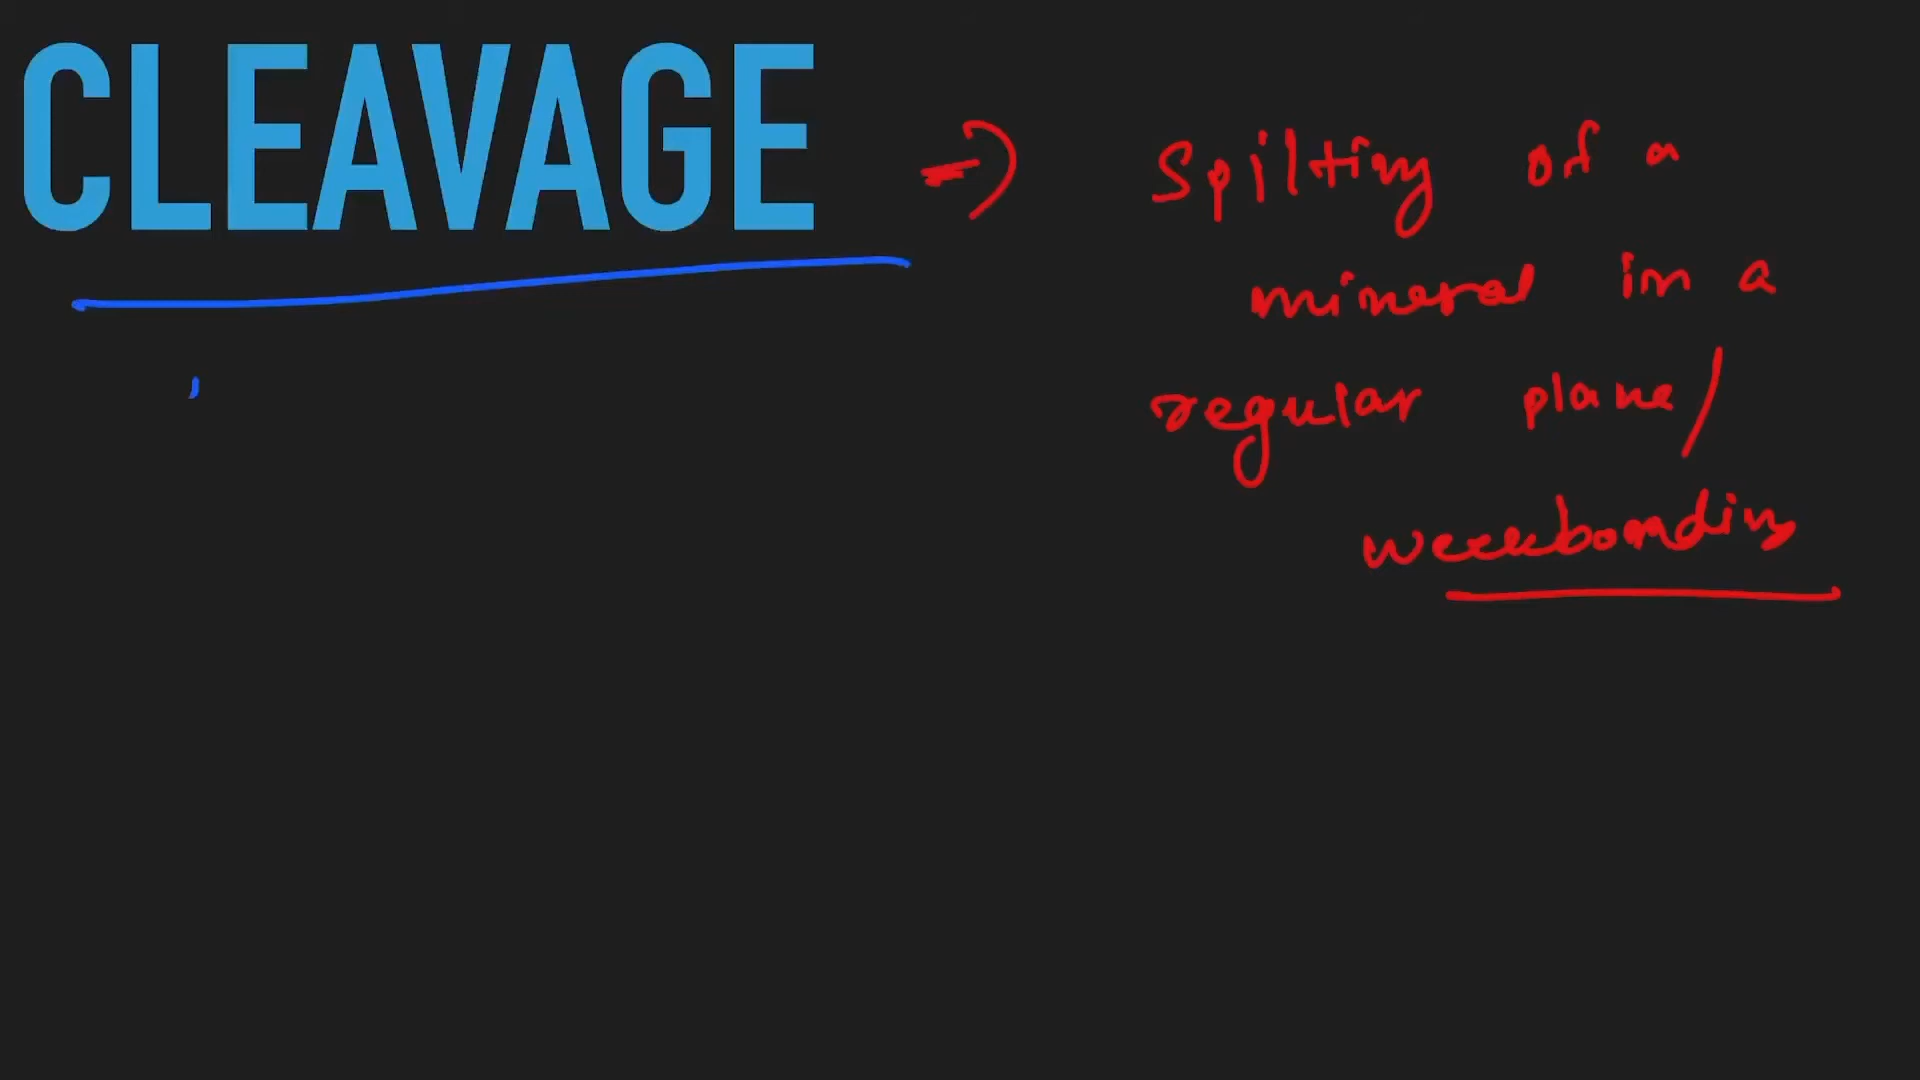 CLEAVAGE
Spilting of a
mineral in a
regular plane/
weekbonding